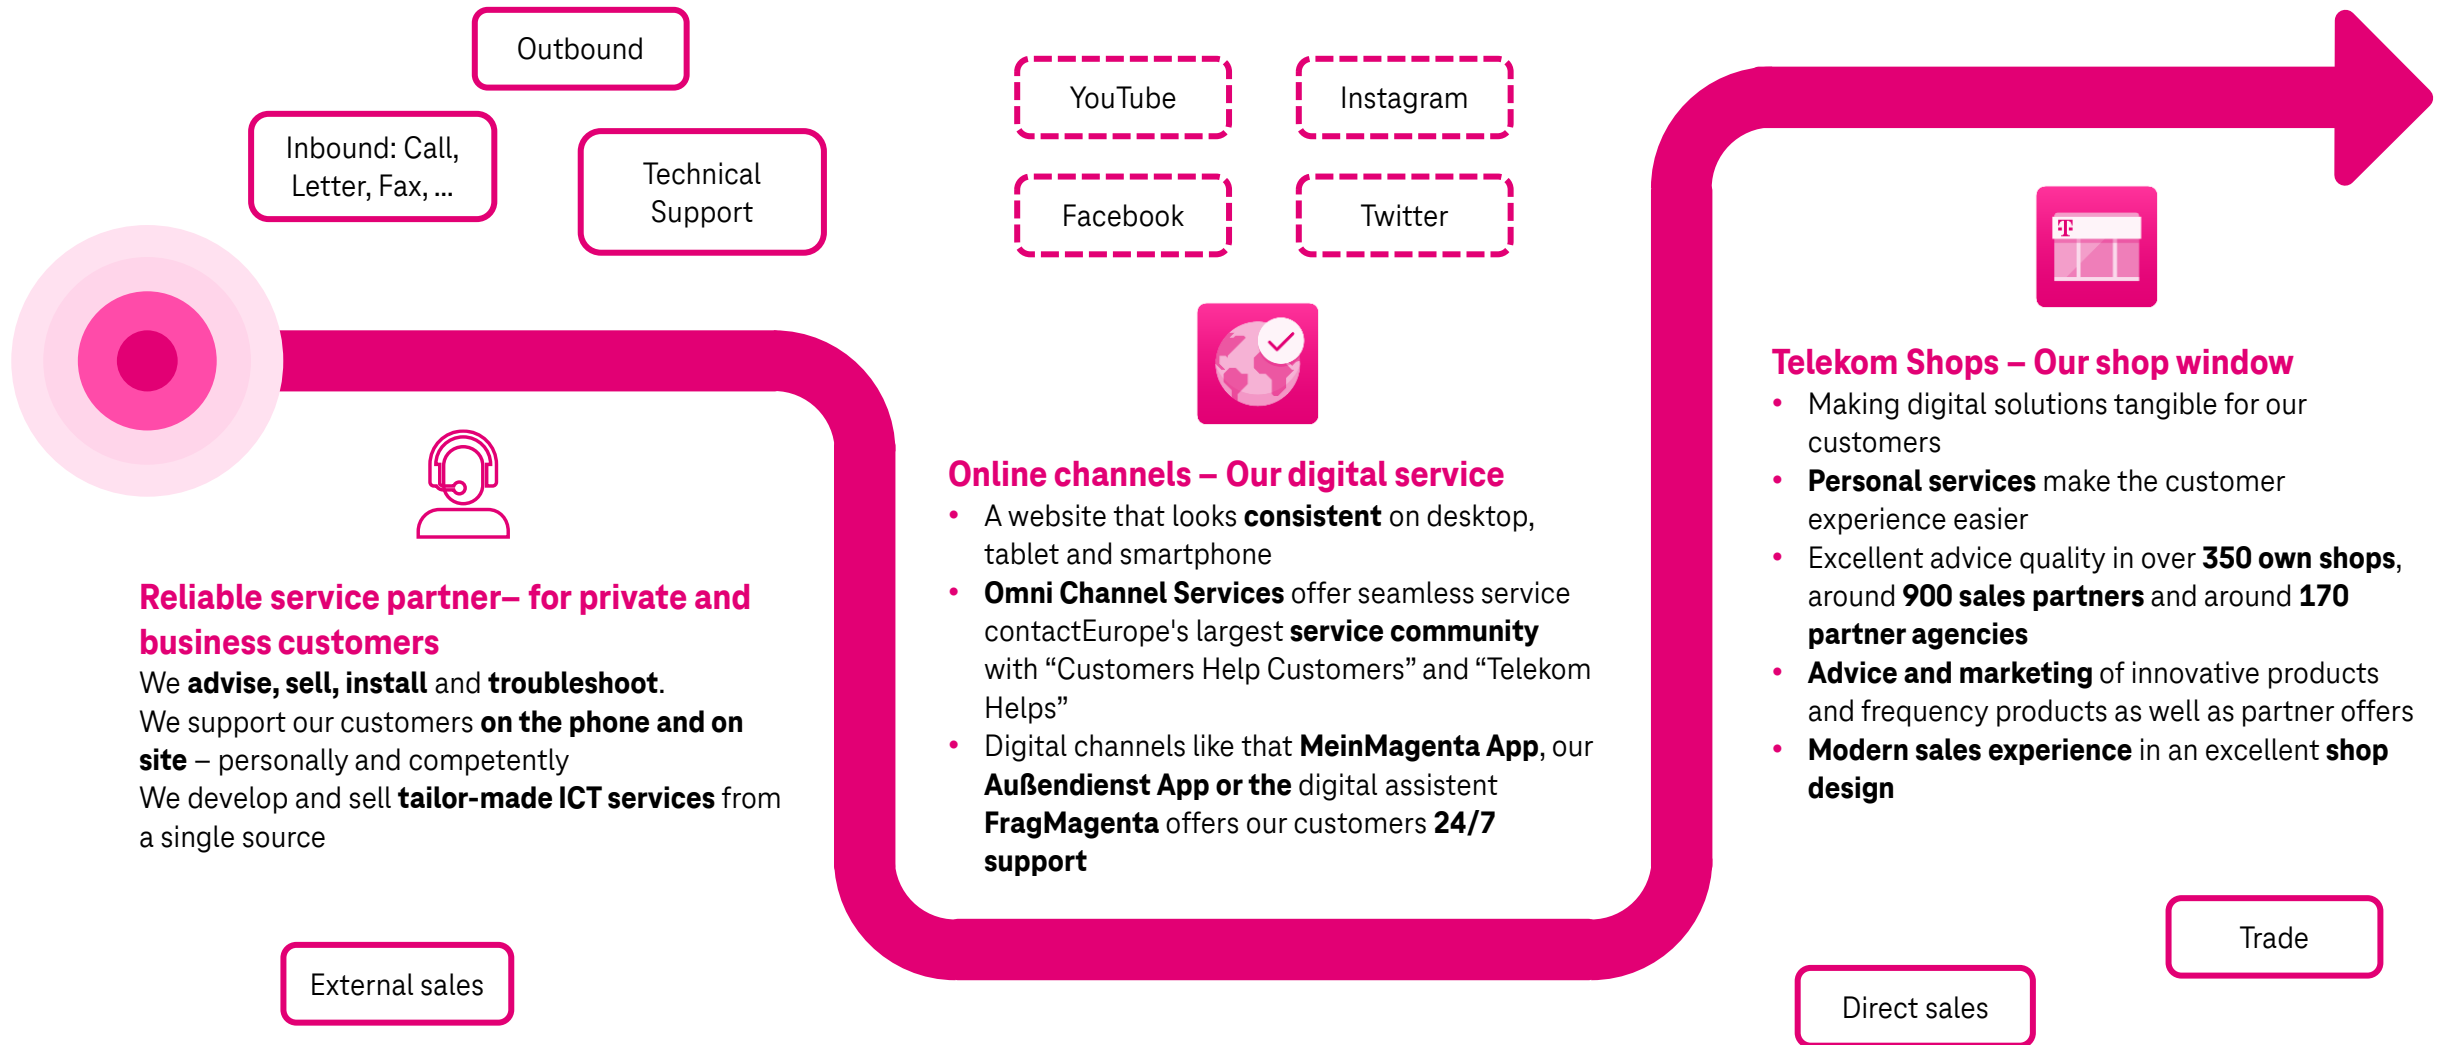 Outbound
Inbound: Call,
Letter, Fax, ...
Technical
Support
YouTube
Instagram
Facebook
Twitter
T
Reliable service partner– for private and
business customers
We advise, sell, install and troubleshoot.
We support our customers on the phone and on
site – personally and competently
We develop and sell tailor-made ICT services from
a single source
External sales
Online channels – Our digital service
• A website that looks consistent on desktop,
tablet and smartphone
• Omni Channel Services offer seamless service
contactEurope's largest service community
with “Customers Help Customers” and “Telekom
Helps”
• Digital channels like that MeinMagenta App, our
Außendienst App or the digital assistent
FragMagenta offers our customers 24/7
support
Telekom Shops – Our shop window
• Making digital solutions tangible for our
customers
• Personal services make the customer
experience easier
• Excellent advice quality in over 350 own shops,
around 900 sales partners and around 170
partner agencies
• Advice and marketing of innovative products
and frequency products as well as partner offers
• Modern sales experience in an excellent shop
design
Trade
Direct sales